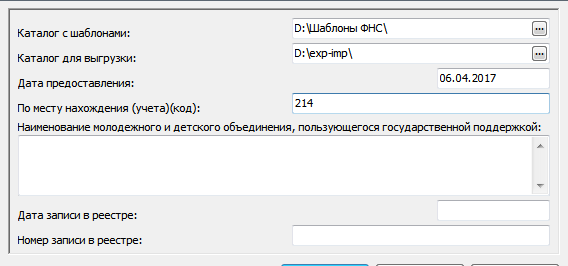 Каталог с шаблонами: D:\Шаблоны ФНС\ ...
Каталог для выгрузки: D:\exp-imp\ ...
Дата предоставления: 06.04.2017
По месту нахождения (учета)(код): 214
Наименование молодежного и детского объединения, пользующегося государственной поддержкой:
Дата записи в реестре:
Номер записи в реестре: